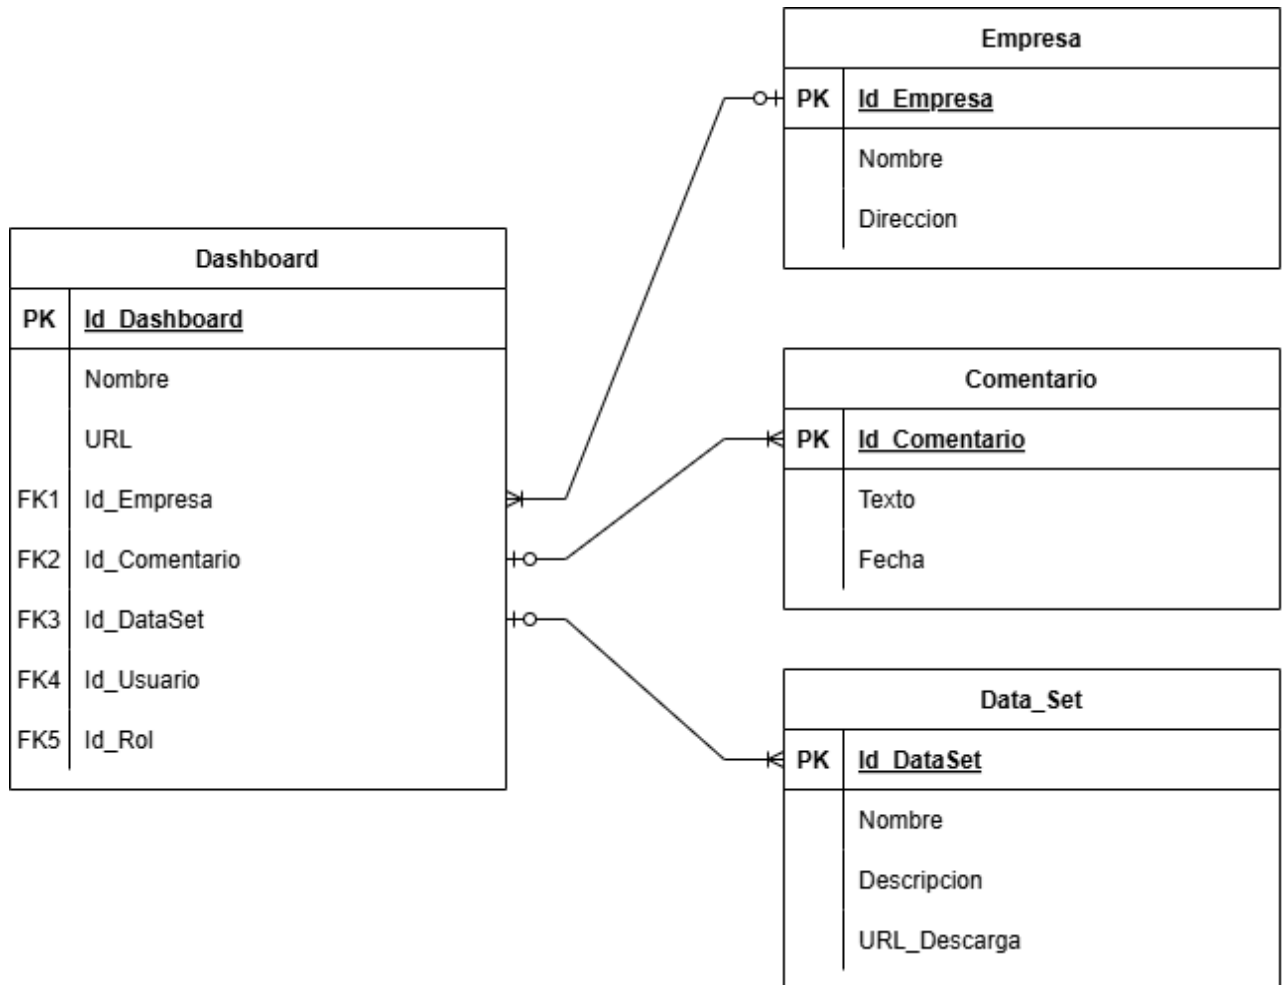 Empresa
PK Id_Empresa
Nombre
Direccion
Dashboard
PK Id_Dashboard
Nombre
URL
FK1 Id_Empresa
FK2 Id_Comentario
FK3 Id_DataSet
FK4 Id_Usuario
FK5 Id_Rol
Comentario
PK Id_Comentario
Texto
Fecha
Data_Set
PK Id_DataSet
Nombre
Descripcion
URL_Descarga